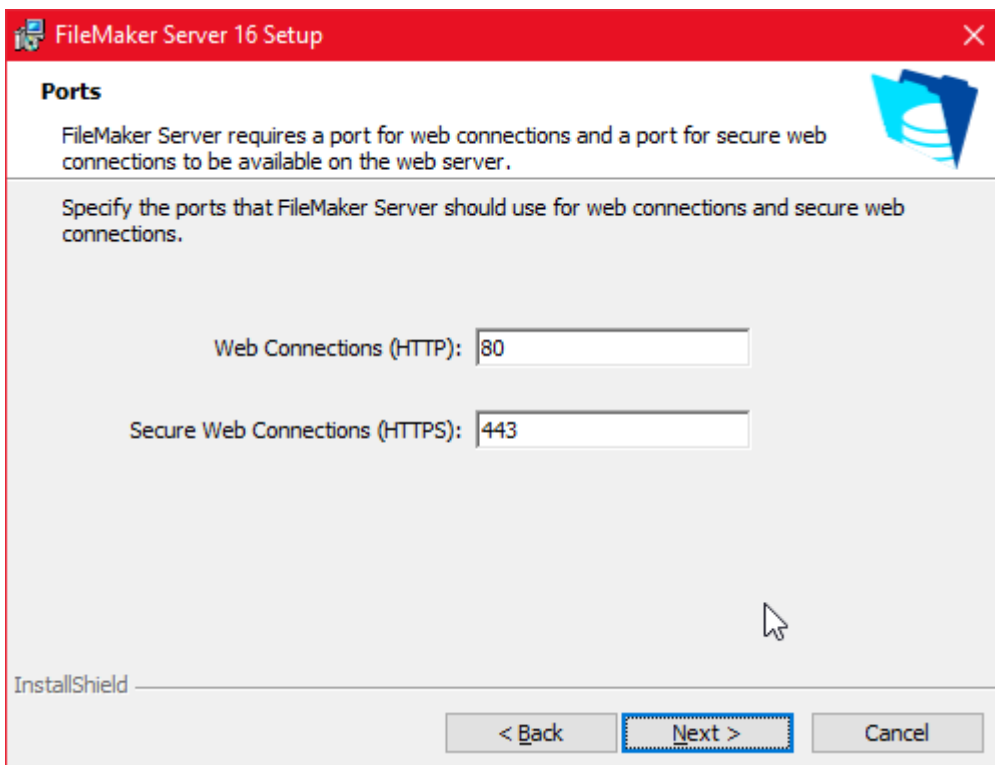 FileMaker Server 16 Setup
Ports
FileMaker Server requires a port for web connections and a port for secure web
connections to be available on the web server.
Specify the ports that FileMaker Server should use for web connections and secure web
connections.
Web Connections (HTTP): 80
Secure Web Connections (HTTPS): 443
InstallShield
< Back Next > Cancel